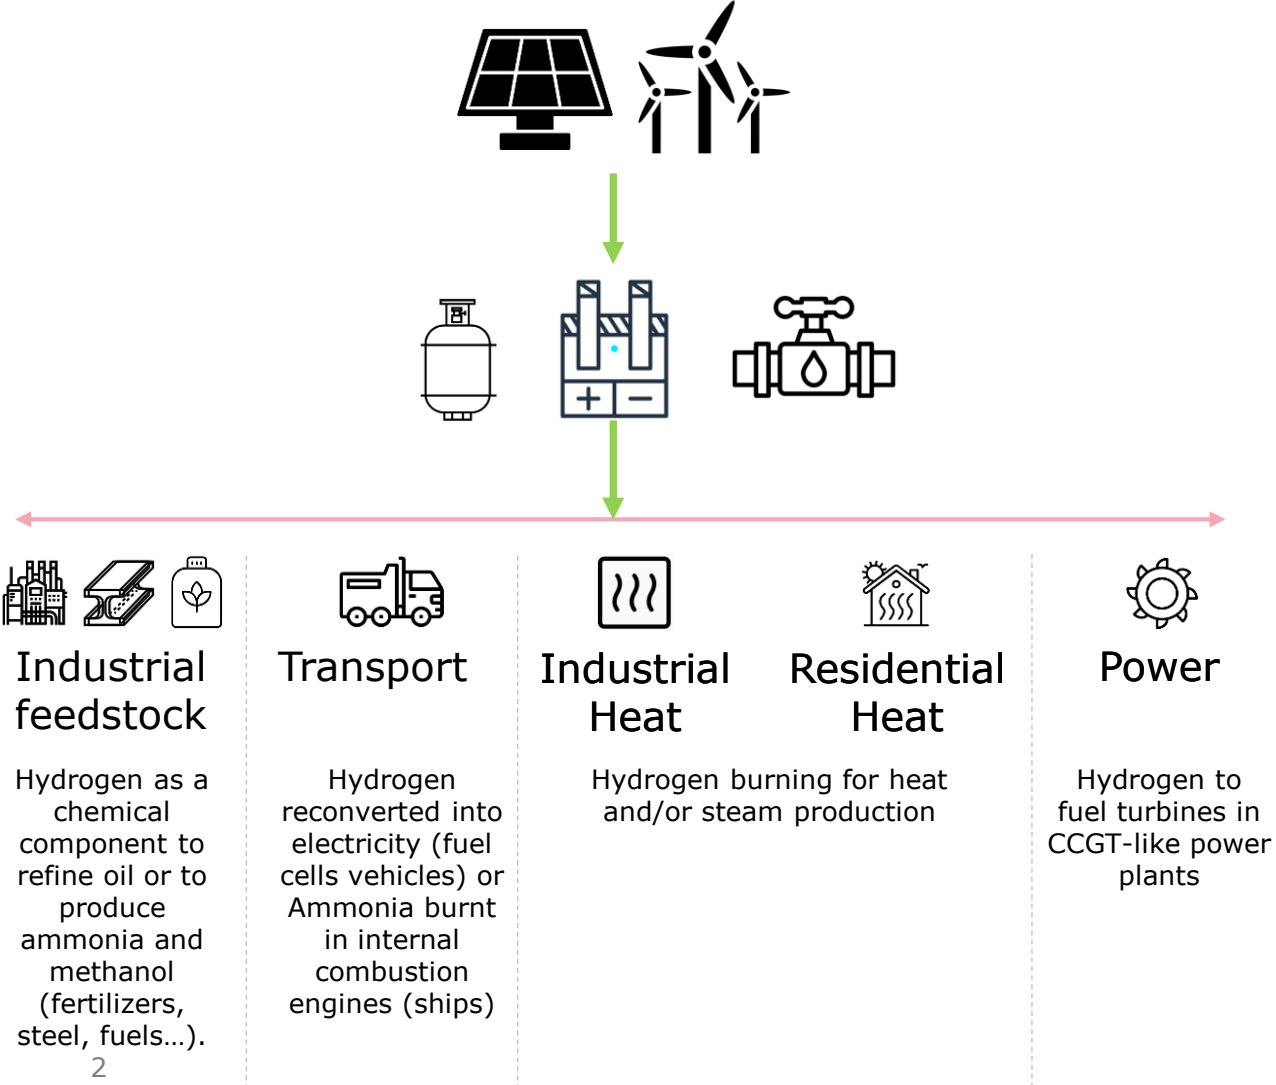 Industrial
feedstock
Hydrogen as a
chemical
component to
refine oil or to
produce
ammonia and
methanol
(fertilizers,
steel, fuels…).
2
Transport
Hydrogen
reconverted into
electricity (fuel
cells vehicles) or
Ammonia burnt
in internal
combustion
engines (ships)
Industrial
Heat
Residential
Heat
Hydrogen burning for heat
and/or steam production
Power
Hydrogen to
fuel turbines in
CCGT-like power
plants